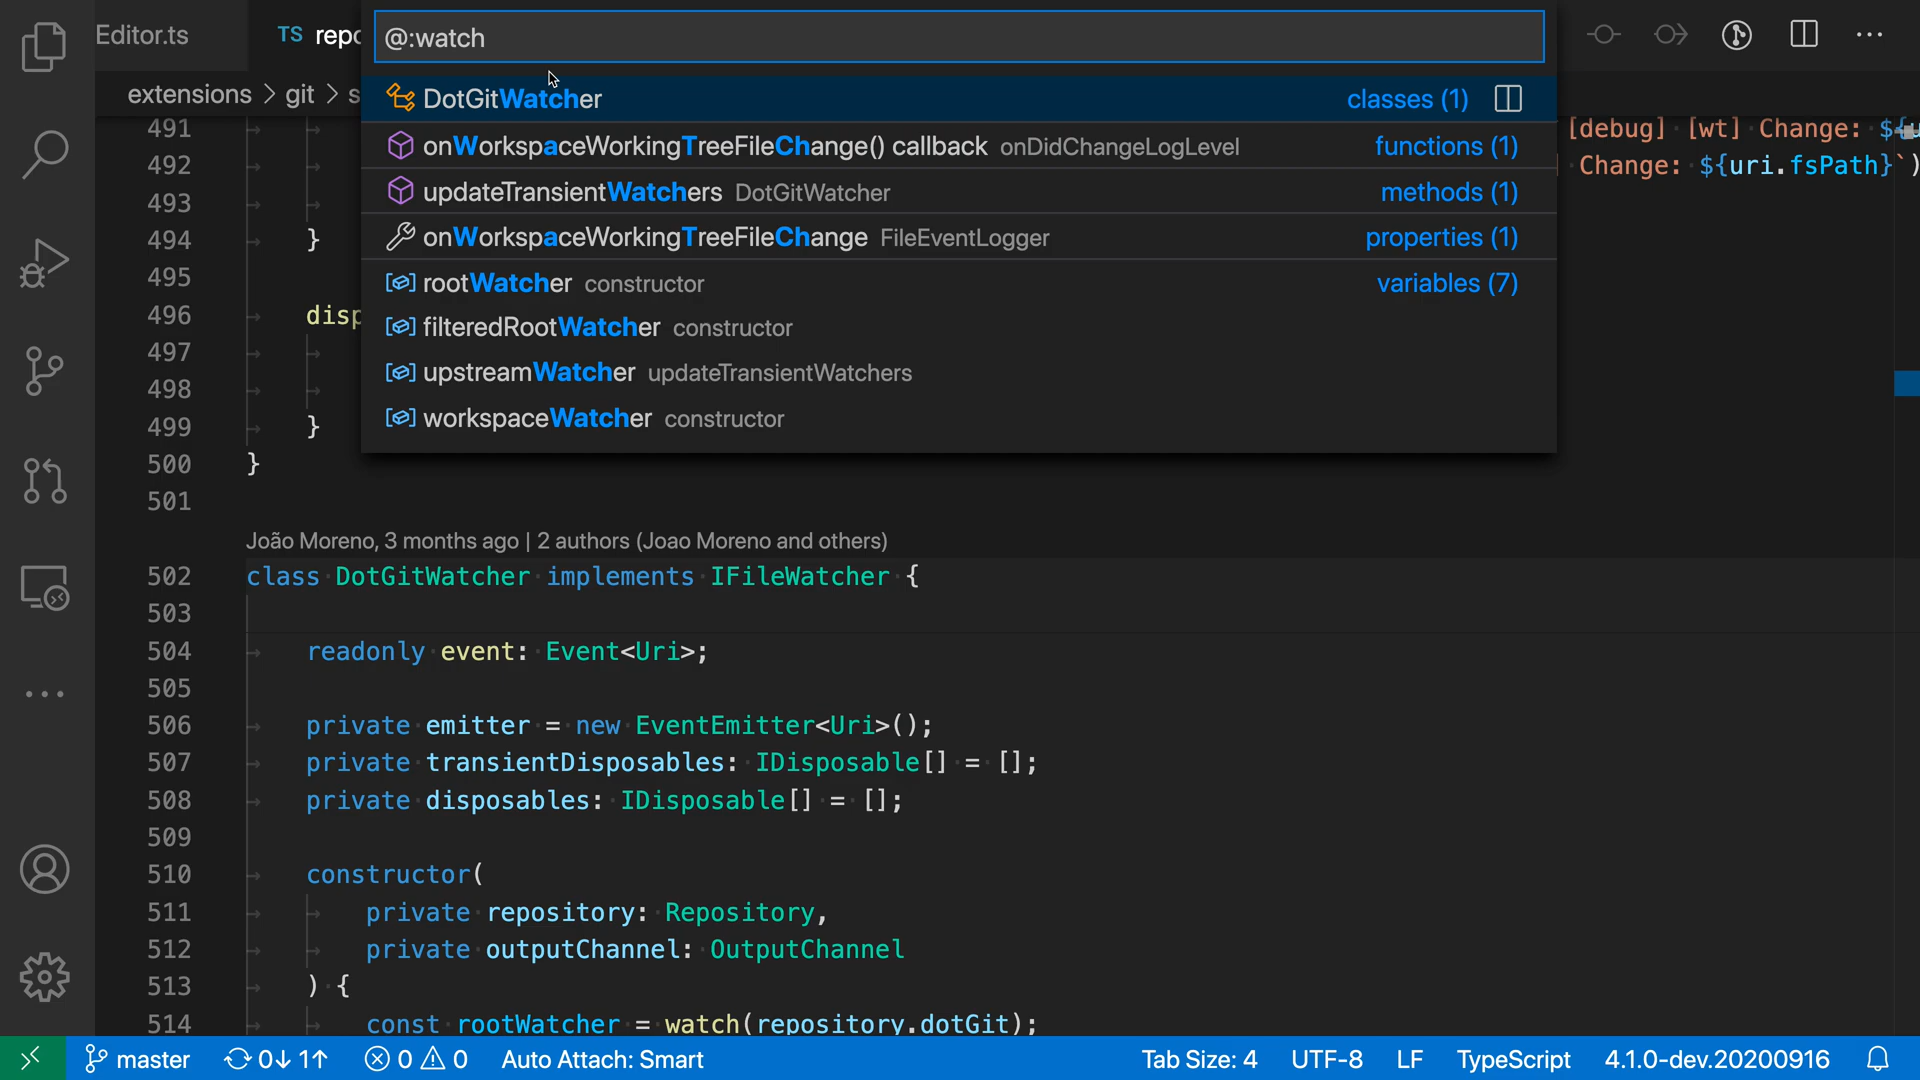 Editor.ts
TS repo
@:watch
extensions > git > s
DotGitWatcher classes (1)
onWorkspaceWorkingTreeFileChange() callback onDidChangeLogLevel functions (1)
updateTransientWatchers DotGitWatcher methods (1)
onWorkspaceWorkingTreeFileChange FileEventLogger properties (1)
rootWatcher constructor variables (7)
filteredRootWatcher constructor
upstreamWatcher updateTransientWatchers
workspaceWatcher constructor
491 [debug] [wt] Change: ${u
492 Change: ${uri.fsPath}`)
493
494 }
495
496 disp
497
498
499 }
500 }
501
João Moreno, 3 months ago | 2 authors (Joao Moreno and others)
502 class DotGitWatcher implements IFileWatcher {
503
504 readonly event: Event<Uri>;
505
506 private emitter = new EventEmitter<Uri>();
507 private transientDisposables: IDisposable[] = [];
508 private disposables: IDisposable[] = [];
509
510 constructor(
511 private repository: Repository,
512 private outputChannel: OutputChannel
513 ) {
514 const rootWatcher = watch(repository.dotGit);
master 0↓ 1↑ 0 0 Auto Attach: Smart Tab Size: 4 UTF-8 LF TypeScript 4.1.0-dev.20200916